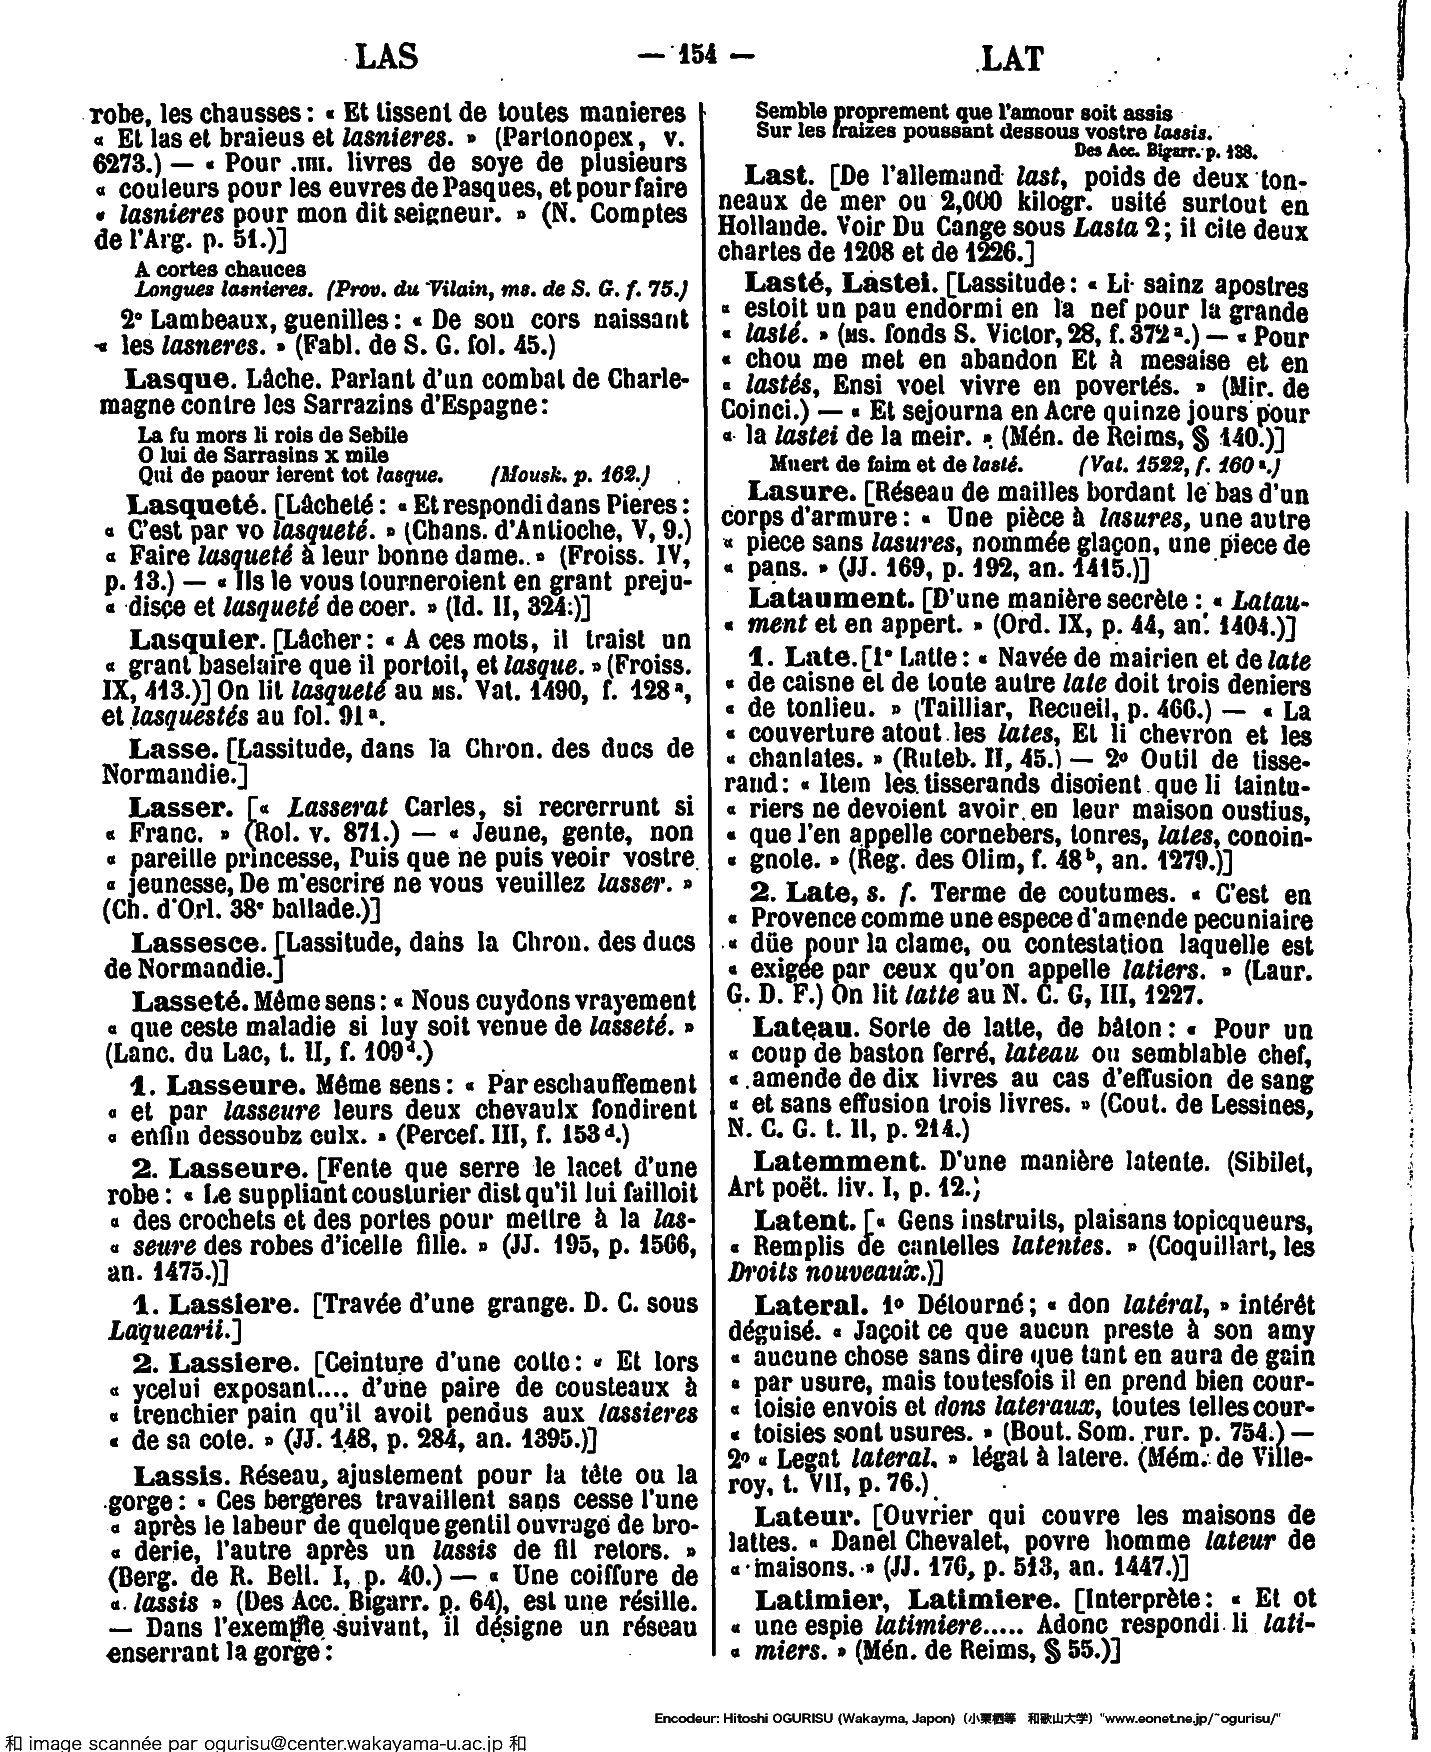 LAS
— 154 —
LAT
robe, les chausses : « Et tissent de toutes manieres
« Et las et braieus et lasnieres. » (Partonopex, v.
6273.) — « Pour .IIII. livres de soye de plusieurs
« couleurs pour les euvres de Pasques, et pour faire
« lasnieres pour mon dit seigneur. » (N. Comptes
de l'Arg. p. 51.)]
A cortes chauces
Longues lasnieres. (Prov. du Vilain, ms. de S. G. f. 75.)
2° Lambeaux, guenilles : « De son cors naissant
« les lasneres. » (Fabl. de S. G. fol. 45.)
Lasque. Lâche. Parlant d'un combat de Charle-
magne contre les Sarrazins d'Espagne :
La fu mors li rois de Sebile
O lui de Sarrasins x mile
Qui de paour ierent tot lasque. (Mousk. p. 162.)
Lasqueté. [Lâcheté : « Et respondi dans Pieres :
« C'est par vo lasqueté. » (Chans. d'Antioche, V, 9.)
« Faire lasqueté à leur bonne dame.. » (Froiss. IV,
p. 13.) — « Ils le vous tourneroient en grant preju-
« disce et lasqueté de coer. » (Id. II, 324.)]
Lasquier. [Lâcher : « A ces mots, il traist un
« grant baselaire que il portoit, et lasque. » (Froiss.
IX, 413.)] On lit lasqueté au MS. Vat. 1490, f. 128ª,
et lasquestés au fol. 91ª.
Lasse. [Lassitude, dans la Chron. des ducs de
Normandie.]
Lasser. [« Lasserat Carles, si recrerrunt si
« Franc. » (Rol. v. 871.) — « Jeune, gente, non
« pareille princesse, Puis que ne puis veoir vostre
« jeunesse, De m'escrire ne vous veuillez lasser. »
(Ch. d'Orl. 38e ballade.)]
Lassesce. [Lassitude, dans la Chron. des ducs
de Normandie.]
Lasseté. Même sens : « Nous cuydons vrayement
« que ceste maladie si luy soit venue de lasseté. »
(Lanc. du Lac, t. II, f. 109d.)
1. Lasseure. Même sens : « Par eschauffement
« et par lasseure leurs deux chevaulx fondirent
« enfin dessoubz eulx. » (Percef. III, f. 153d.)
2. Lasseure. [Fente que serre le lacet d'une
robe : « Le suppliant cousturier dist qu'il lui failloit
« des crochets et des portes pour mettre à la las-
« seure des robes d'icelle fille. » (JJ. 195, p. 1566,
an. 1475.)]
1. Lassiere. [Travée d'une grange. D. C. sous
Laquearii.]
2. Lassiere. [Ceinture d'une cotte : « Et lors
« ycelui exposant.... d'une paire de cousteaux à
« trenchier pain qu'il avoit pendus aux lassieres
« de sa cote. » (JJ. 148, p. 284, an. 1395.)]
Lassis. Réseau, ajustement pour la tête ou la
gorge : « Ces bergeres travaillent sans cesse l'une
« après le labeur de quelque gentil ouvrage de bro-
« derie, l'autre après un lassis de fil retors. »
(Berg. de R. Bell. I, p. 40.) — « Une coiffure de
« lassis » (Des Acc. Bigarr. p. 64), est une résille.
— Dans l'exemple suivant, il désigne un réseau
enserrant la gorge :
Semble proprement que l'amour soit assis
Sur les fraizes poussant dessous vostre lassis.
Des Acc. Bigarr. p. 138.
Last. [De l'allemand last, poids de deux ton-
neaux de mer ou 2,000 kilogr. usité surtout en
Hollande. Voir Du Cange sous Lasta 2 ; il cite deux
chartes de 1208 et de 1226.]
Lasté, Lastei. [Lassitude : « Li sainz apostres
« estoit un pau endormi en la nef pour la grande
« lasté. » (MS. fonds S. Victor, 28, f. 372ª.) — « Pour
« chou me met en abandon Et à mesaise et en
« lastés, Ensi voel vivre en povertés. » (Mir. de
Coinci.) — « Et sejourna en Acre quinze jours pour
« la lastei de la meir. » (Mén. de Reims, § 140.)]
Muert de faim et de lasté. (Vat. 1522, f. 160ª.)
Lasure. [Réseau de mailles bordant le bas d'un
corps d'armure : « Une pièce à lasures, une autre
« piece sans lasures, nommée glaçon, une piece de
« pans. » (JJ. 169, p. 192, an. 1415.)]
Lataument. [D'une manière secrète : « Latau-
« ment et en appert. » (Ord. IX, p. 44, an. 1404.)]
1. Late. [1° Latte : « Navée de mairien et de late
« de caisne et de toute autre late doit trois deniers
« de tonlieu. » (Tailliar, Recueil, p. 466.) — « La
« couverture atout les lates, Et li chevron et les
« chanlates. » (Ruteb. II, 45.) — 2° Outil de tisse-
rand : « Item les tisserands disoient que li taintu-
« riers ne devoient avoir en leur maison oustius,
« que l'en appelle cornebers, tonres, lates, conoin-
« gnole. » (Reg. des Olim, f. 48b, an. 1279.)]
2. Late, s. f. Terme de coutumes. « C'est en
« Provence comme une espece d'amende pecuniaire
« düe pour la clame, ou contestation laquelle est
« exigée par ceux qu'on appelle latiers. » (Laur.
G. D. F.) On lit latte au N. C. G, III, 1227.
Lateau. Sorte de latte, de bâton : « Pour un
« coup de baston ferré, lateau ou semblable chef,
« amende de dix livres au cas d'effusion de sang
« et sans effusion trois livres. » (Cout. de Lessines,
N. C. G. t. II, p. 214.)
Latemment. D'une manière latente. (Sibilet,
Art poët. liv. I, p. 12.)
Latent. [« Gens instruits, plaisans topicqueurs,
« Remplis de cantelles latentes. » (Coquillart, les
Droits nouveaux.)]
Lateral. 1° Détourné ; « don latéral, » intérêt
déguisé. « Jaçoit ce que aucun preste à son amy
« aucune chose sans dire que tant en aura de gain
« par usure, mais toutesfois il en prend bien cour-
« toisie envois et dons lateraux, toutes telles cour-
« toisies sont usures. » (Bout. Som. rur. p. 754.) —
2° « Legat lateral. » légat à latere. (Mém. de Ville-
roy, t. VII, p. 76.)
Lateur. [Ouvrier qui couvre les maisons de
lattes. « Danel Chevalet, povre homme lateur de
« maisons. » (JJ. 176, p. 513, an. 1447.)]
Latimier, Latimiere. [Interprète : « Et ot
« une espie latimiere..... Adonc respondi li lati-
« miers. » (Mén. de Reims, § 55.)]
Encodeur: Hitoshi OGURISU (Wakayma, Japon) (小栗栖等 和歌山大学) "www.eonet.ne.jp/~ogurisu/"
和 image scannée par ogurisu@center.wakayama-u.ac.jp 和